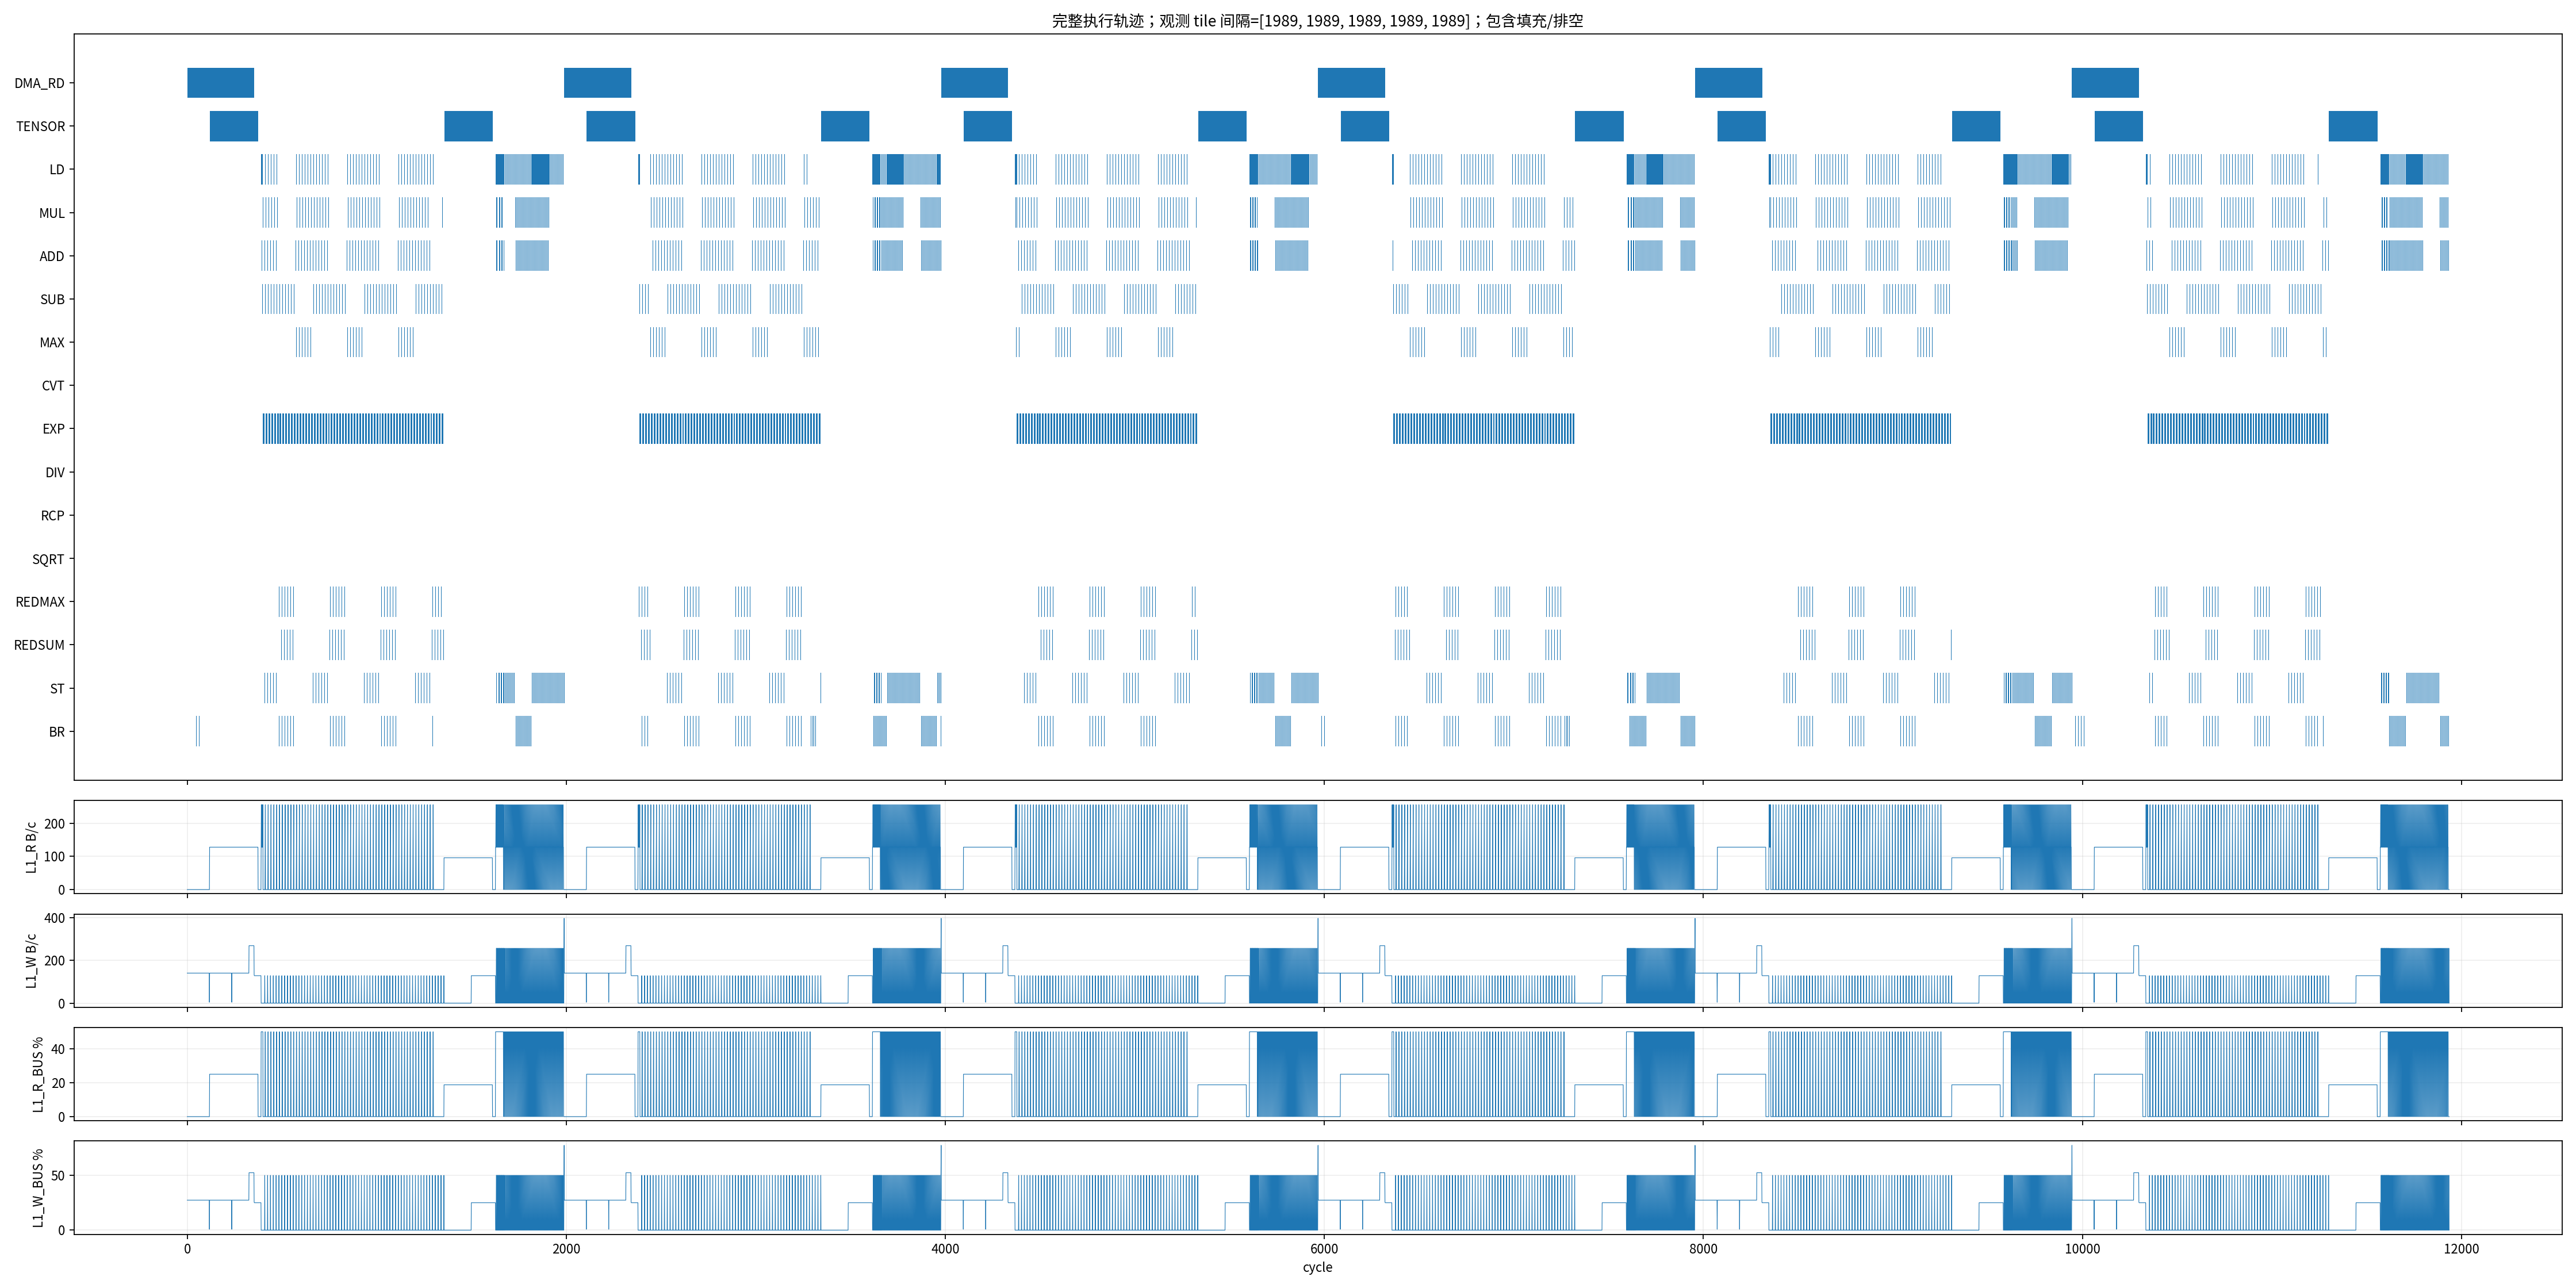 完整执行轨迹；观测 tile 间隔=[1989, 1989, 1989, 1989, 1989]；包含填充/排空
DMA_RD
TENSOR
LD
MUL
ADD
SUB
MAX
CVT
EXP
DIV
RCP
SQRT
REDMAX
REDSUM
ST
BR
L1_R B/c
200
100
0
L1_W B/c
400
200
0
L1_R_BUS %
40
20
0
L1_W_BUS %
50
0
0 2000 4000 6000 8000 10000 12000
cycle